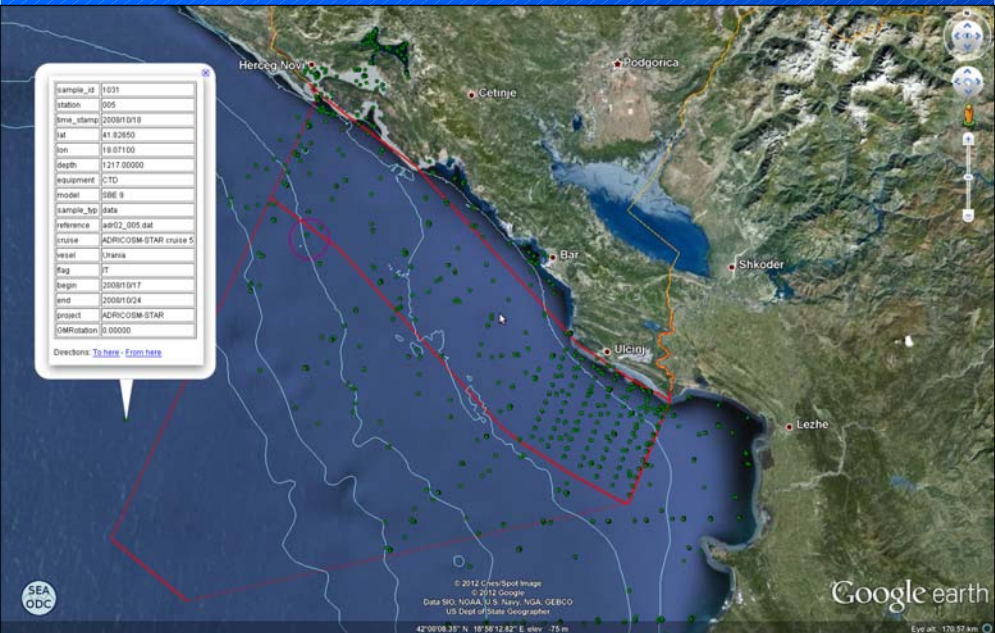 sample_id 1031
station 005
time_stamp 2008/10/18
lat 41.82650
lon 18.07100
depth 1217.00000
equipment CTD
model SBE 9
sample_typ data
reference adr02_005.dat
cruise ADRICOSM-STAR cruise 5
vesel Urania
flag IT
begin 2008/10/17
end 2008/10/24
project ADRICOSM-STAR
GMRotation 0.00000
Directions: To here - From here
Herceg Novi
Podgorica
Cetinje
Bar
Shkoder
Ulcinj
Lezhe
N
SEA
ODC
© 2012 Cnes/Spot Image
© 2012 Google
Data SIO, NOAA, U.S. Navy, NGA, GEBCO
US Dept of State Geographer
Google earth
42°00'08.35" N 18°56'12.82" E elev -75 m
Eye alt 170.57 km